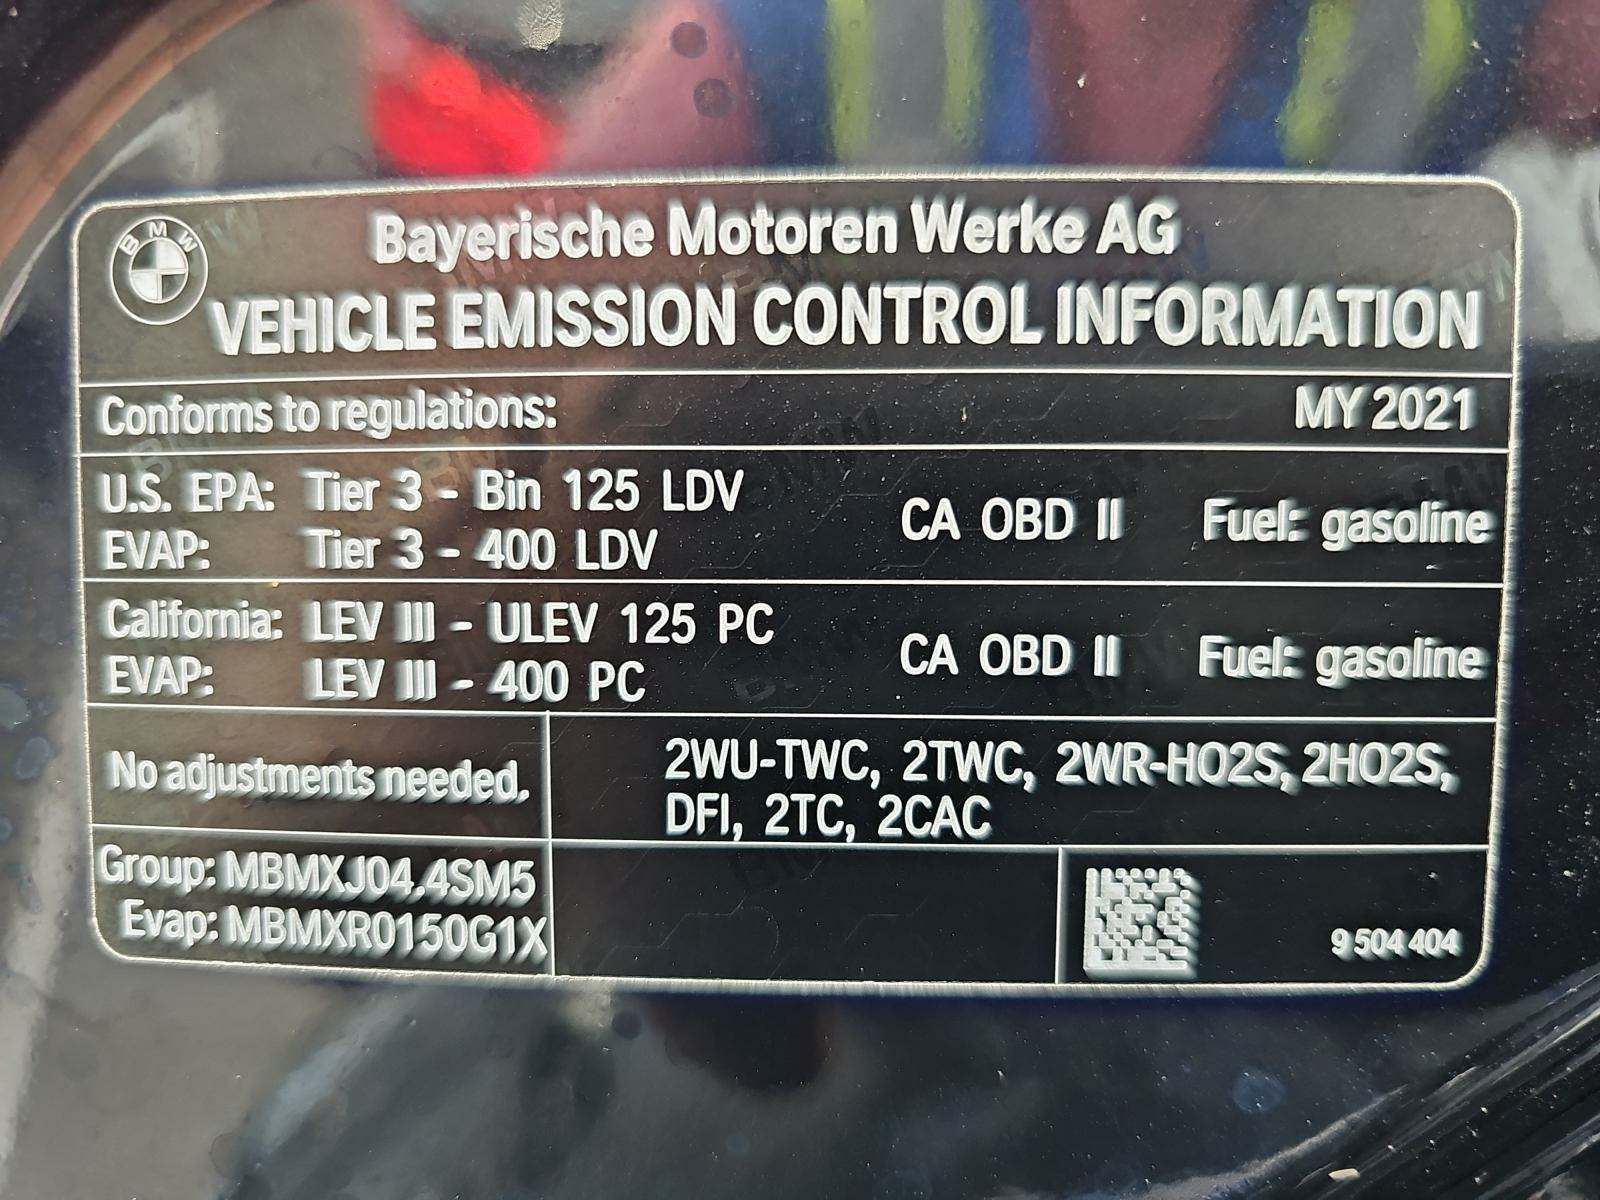 BMW
Bayerische Motoren Werke AG
VEHICLE EMISSION CONTROL INFORMATION
Conforms to regulations: MY 2021
U.S. EPA: Tier 3 - Bin 125 LDV
EVAP: Tier 3 - 400 LDV
CA OBD II Fuel: gasoline
California: LEV III - ULEV 125 PC
EVAP: LEV III - 400 PC
CA OBD II Fuel: gasoline
No adjustments needed.
2WU-TWC, 2TWC, 2WR-HO2S, 2HO2S,
DFI, 2TC, 2CAC
Group: MBMXJ04.4SM5
Evap: MBMXR0150G1X
9 504 404